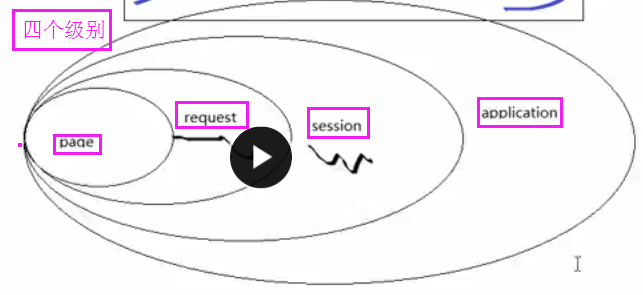 四个级别
request
application
session
page